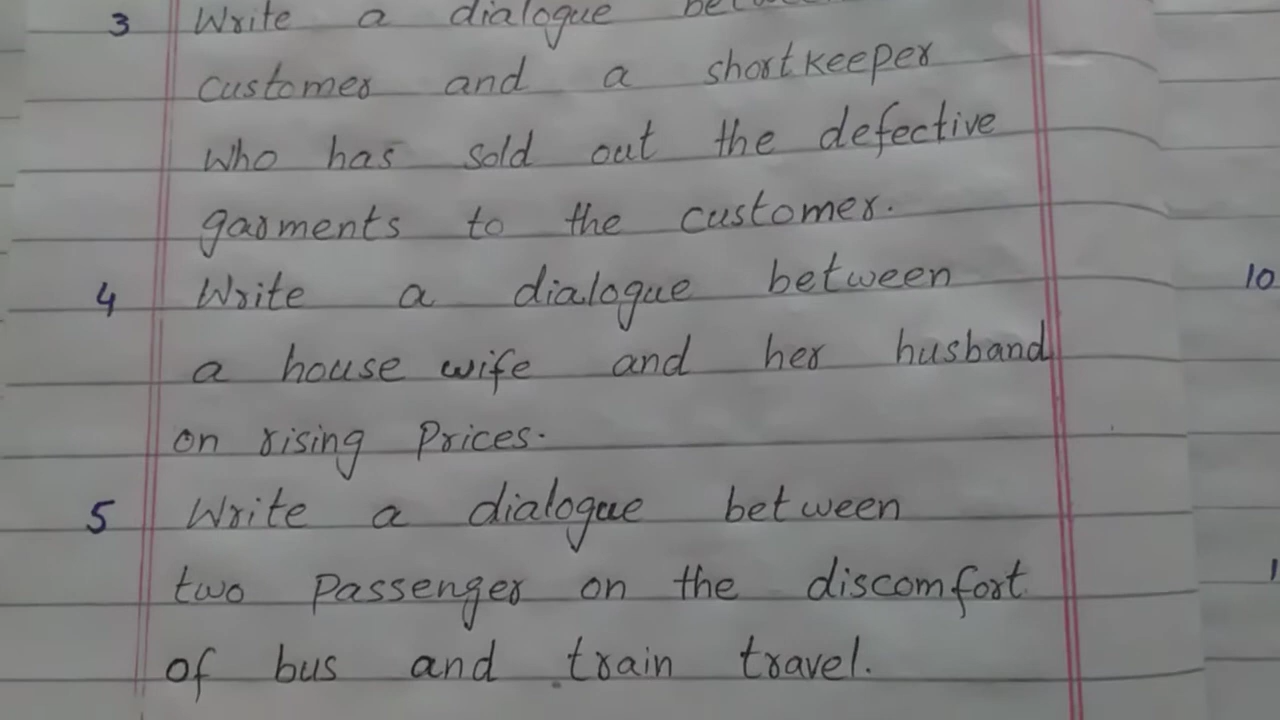 3 Write a dialogue
customer and a shortkeeper
who has sold out the defective
garments to the customer.
4 Write a dialogue between 10
a house wife and her husband
on rising Prices.
5 Write a dialogue between
two Passenger on the discomfort
of bus and train travel.